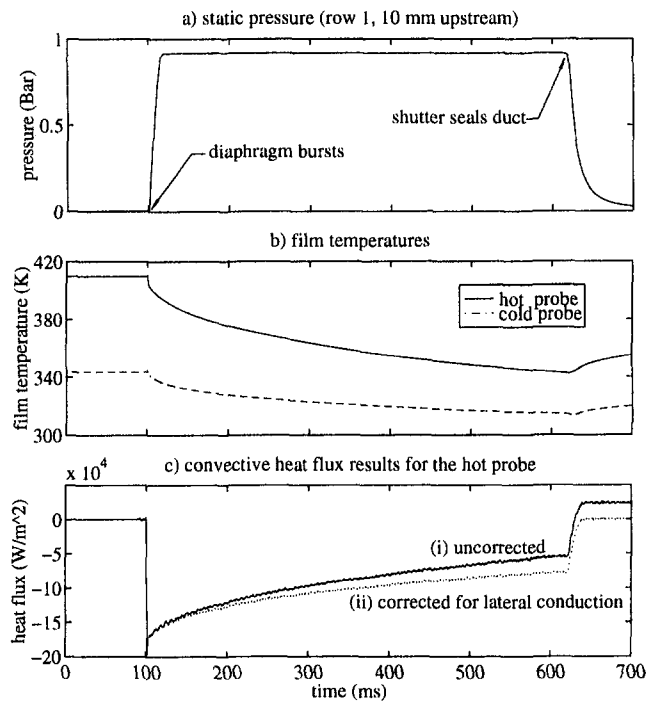 a) static pressure (row 1, 10 mm upstream)
1
0.5
0
pressure (Bar)
diaphragm bursts
shutter seals duct
b) film temperatures
420
380
340
300
film temperature (K)
hot probe
cold probe
c) convective heat flux results for the hot probe
x 10^4
0
-5
-10
-15
-20
heat flux (W/m^2)
(i) uncorrected
(ii) corrected for lateral conduction
0 100 200 300 400 500 600 700
time (ms)